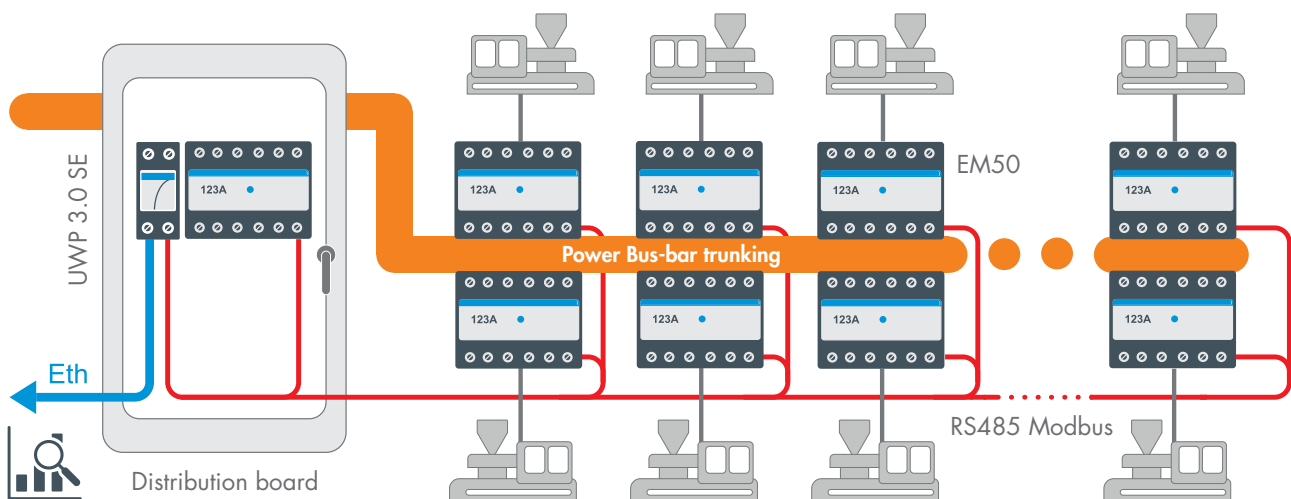 UWP 3.0 SE
123A
123A
123A
123A
EM50
123A
Power Bus-bar trunking
123A
123A
123A
123A
Eth
RS485 Modbus
Distribution board